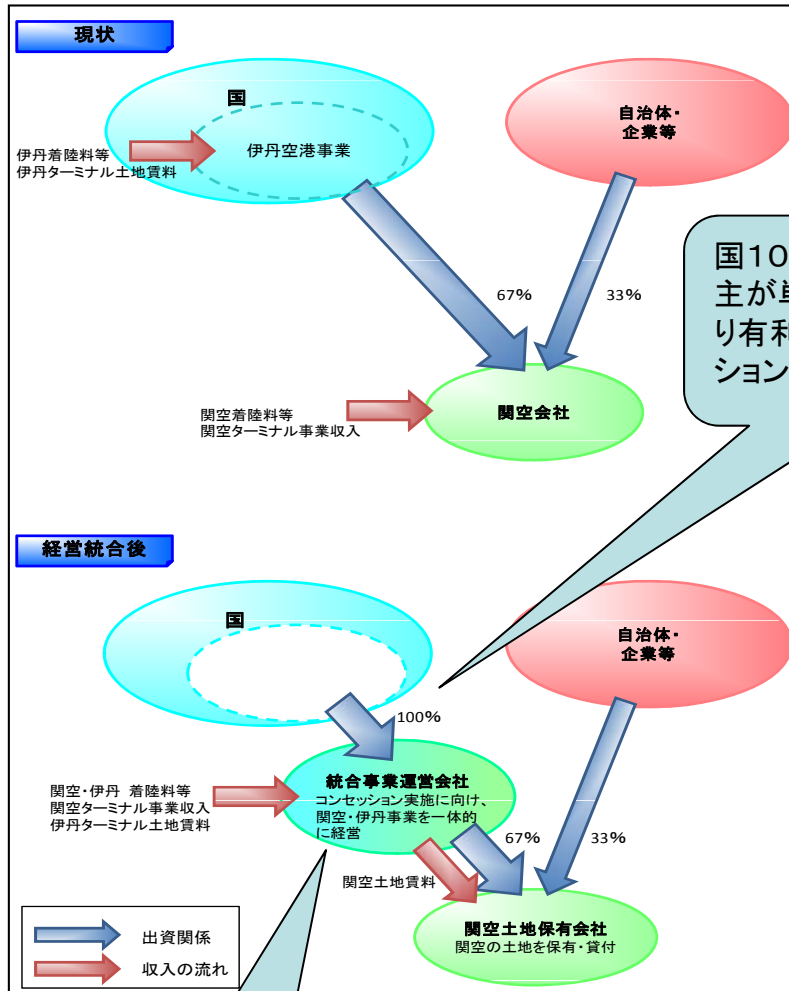 現状
国
伊丹空港事業
自治体・
企業等
伊丹着陸料等
伊丹ターミナル土地賃料
67%
33%
国10
主が
り有利
ション
関空着陸料等
関空ターミナル事業収入
関空会社
経営統合後
国
自治体・
企業等
100%
統合事業運営会社
コンセッション実施に向け、
関空・伊丹事業を一体的
に経営
関空・伊丹 着陸料等
関空ターミナル事業収入
伊丹ターミナル土地賃料
67%
33%
関空土地賃料
関空土地保有会社
関空の土地を保有・貸付
出資関係
収入の流れ